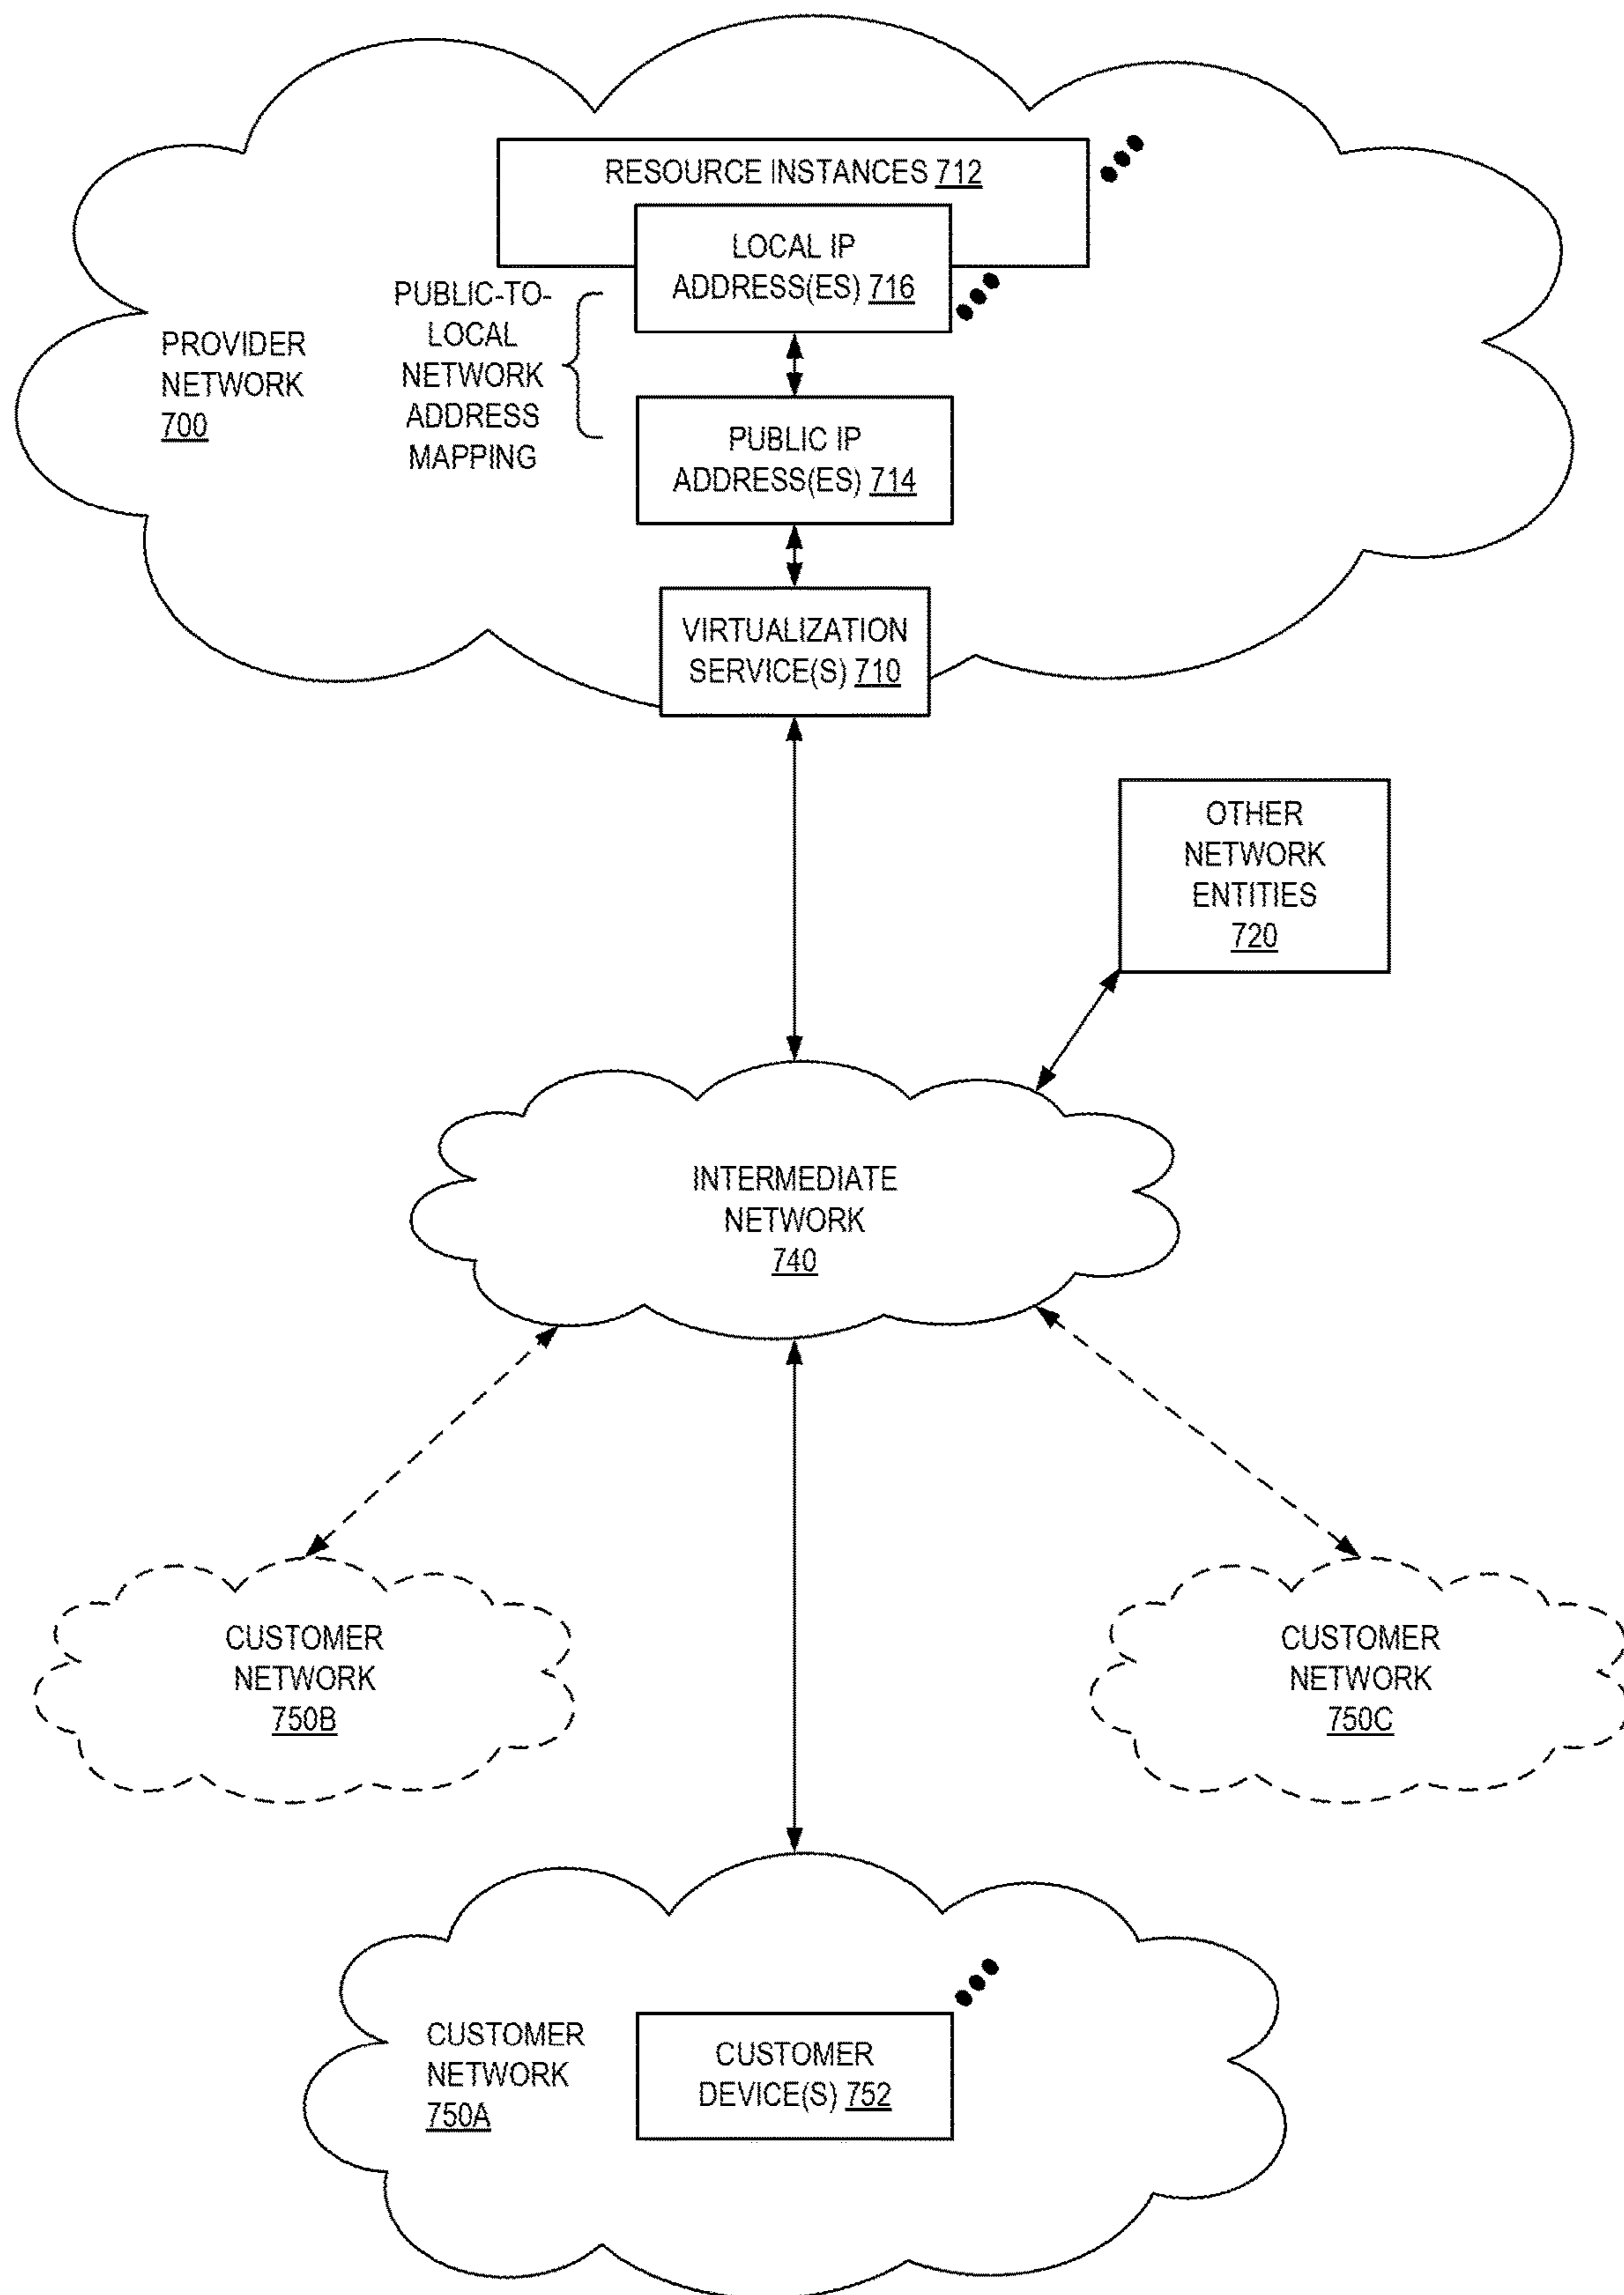 RESOURCE INSTANCES 712
LOCAL IP
ADDRESS(ES) 716
PUBLIC-TO-
LOCAL
NETWORK
ADDRESS
MAPPING
PROVIDER
NETWORK
700
PUBLIC IP
ADDRESS(ES) 714
VIRTUALIZATION
SERVICE(S) 710
OTHER
NETWORK
ENTITIES
720
INTERMEDIATE
NETWORK
740
CUSTOMER
NETWORK
750B
CUSTOMER
NETWORK
750C
CUSTOMER
NETWORK
750A
CUSTOMER
DEVICE(S) 752